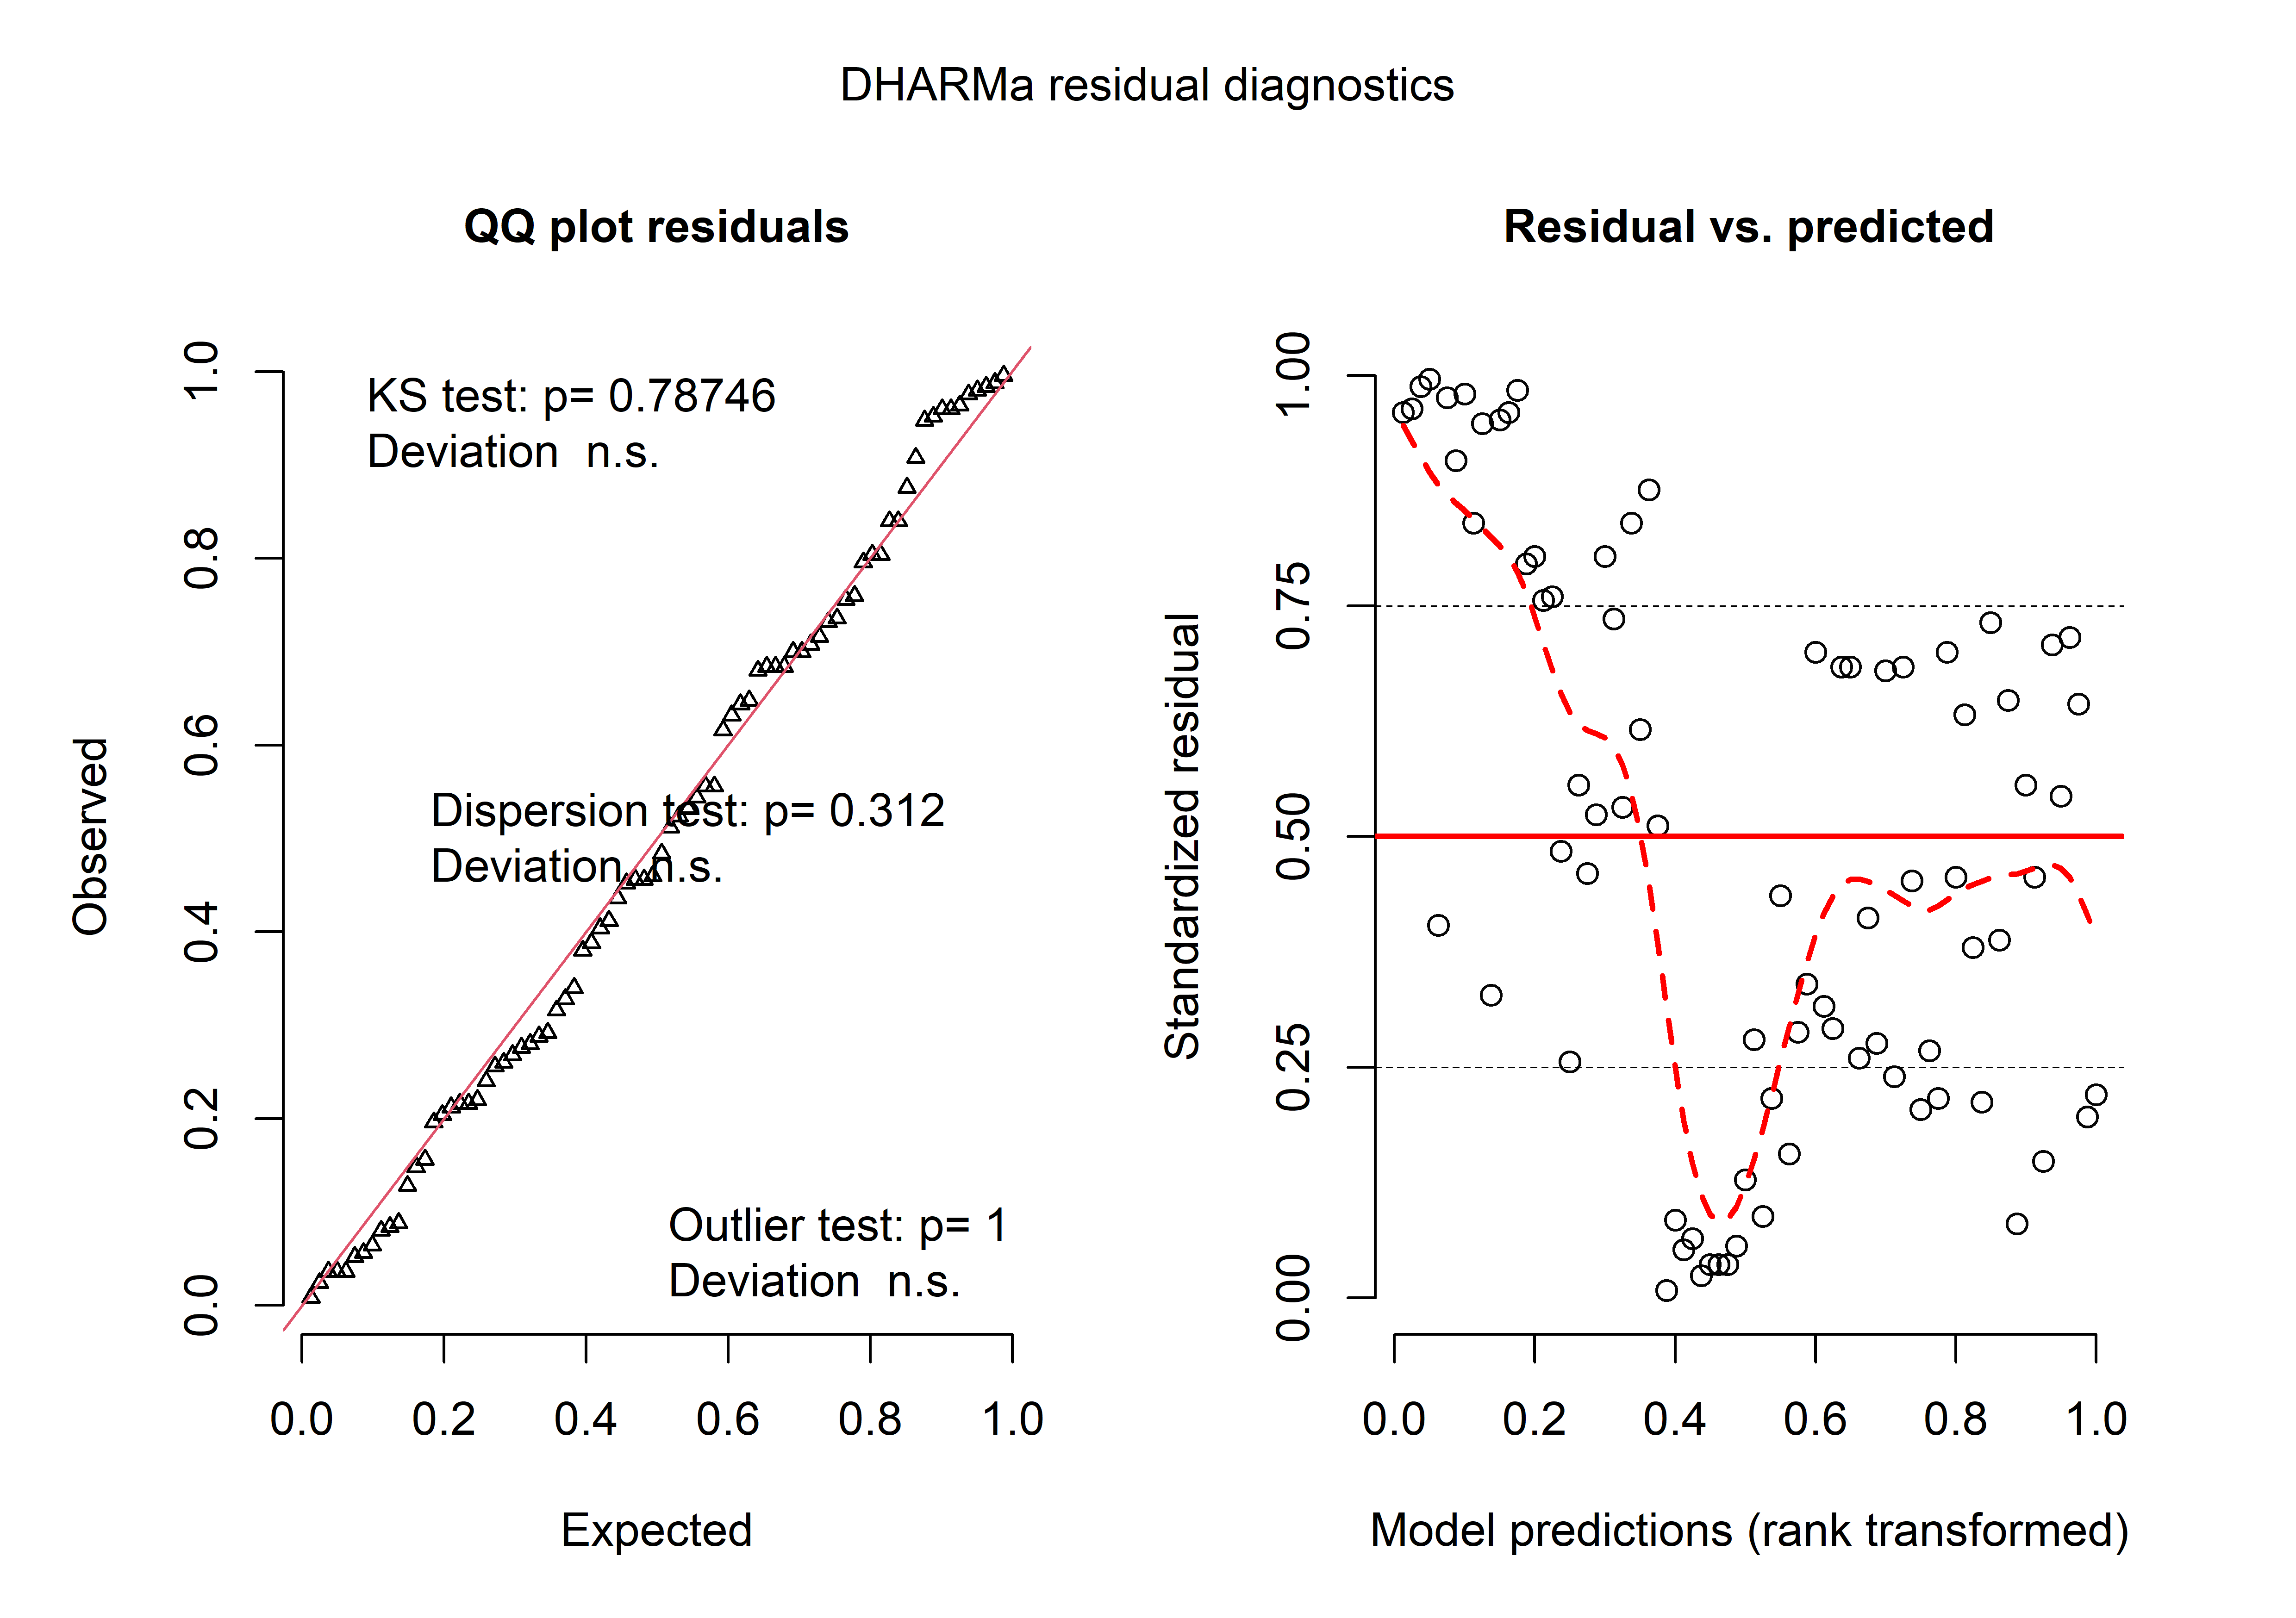 DHARMa residual diagnostics
QQ plot residuals
KS test: p= 0.78746
Deviation  n.s.
Dispersion test: p= 0.312
Deviation  n.s.
Outlier test: p= 1
Deviation  n.s.
Observed
0.0 0.2 0.4 0.6 0.8 1.0
0.0 0.2 0.4 0.6 0.8 1.0
Expected
Residual vs. predicted
Standardized residual
0.00 0.25 0.50 0.75 1.00
0.0 0.2 0.4 0.6 0.8 1.0
Model predictions (rank transformed)